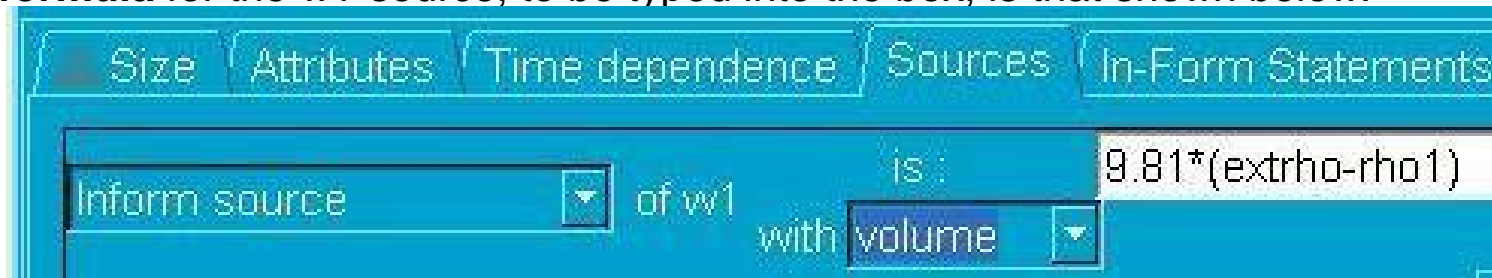 formula for the w1 source, to be typed into the box, is that shown below.
Size Attributes Time dependence Sources In-Form Statements
is : 9.81*(extrho-rho1)
Inform source of w1
with volume